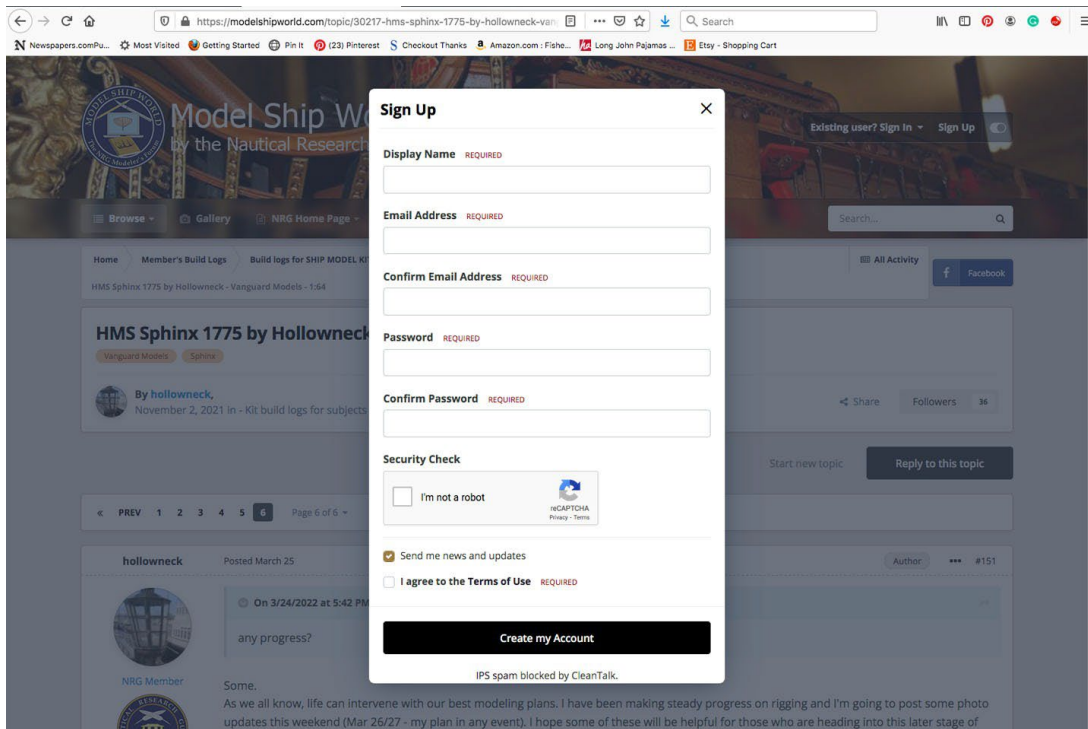 https://modelshipworld.com/topic/30217-hms-sphinx-1775-by-hollowneck-van
Search
Newspapers.comPu... Most Visited Getting Started Pin It (23) Pinterest Checkout Thanks Amazon.com : Fishe... Long John Pajamas ... Etsy - Shopping Cart
MODEL SHIP WORLD
Model Ship Wo
by the Nautical Research
Existing user? Sign In Sign Up
Browse Gallery NRG Home Page
Search...
Home Member's Build Logs Build logs for SHIP MODEL KI
All Activity
Facebook
HMS Sphinx 1775 by Hollowneck - Vanguard Models - 1:64
HMS Sphinx 1775 by Hollowneck
Vanguard Models Sphinx
By hollowneck,
November 2, 2021 in - Kit build logs for subjects
Share Followers 36
Start new topic Reply to this topic
« PREV 1 2 3 4 5 6 Page 6 of 6
hollowneck Posted March 25 Author ••• #151
On 3/24/2022 at 5:42 PM
any progress?
NRG Member
Some.
As we all know, life can intervene with our best modeling plans. I have been making steady progress on rigging and I'm going to post some photo
updates this weekend (Mar 26/27 - my plan in any event). I hope some of these will be helpful for those who are heading into this later stage of
Sign Up
Display Name REQUIRED
Email Address REQUIRED
Confirm Email Address REQUIRED
Password REQUIRED
Confirm Password REQUIRED
Security Check
I'm not a robot
reCAPTCHA
Privacy - Terms
Send me news and updates
I agree to the Terms of Use REQUIRED
Create my Account
IPS spam blocked by CleanTalk.